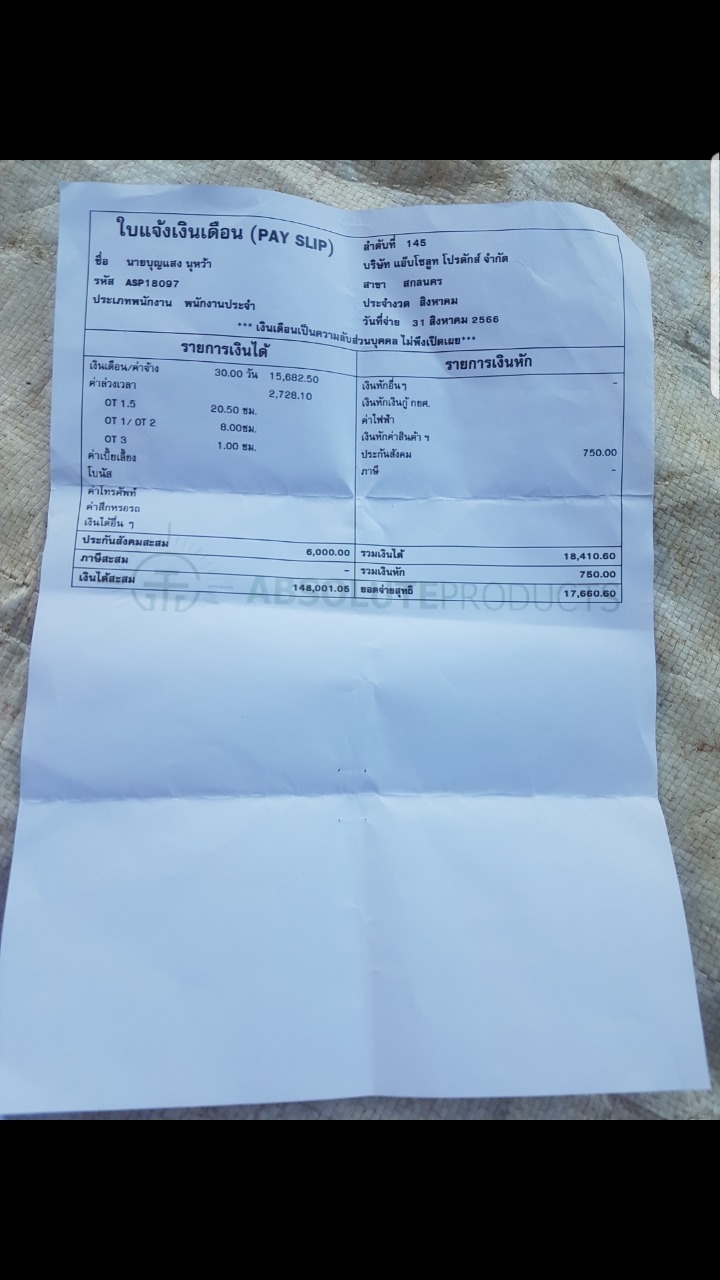 ใบแจ้งเงินเดือน (PAY SLIP)
ลำดับที่ 145
ชื่อ นายบุญแสง นุหว้า
บริษัท แอ๊บโซลูท โปรดักส์ จำกัด
รหัส ASP18097
สาขา สกลนคร
ประเภทพนักงาน พนักงานประจำ
ประจำงวด สิงหาคม
วันที่จ่าย 31 สิงหาคม 2566
*** เงินเดือนเป็นความลับส่วนบุคคล ไม่พึงเปิดเผย***
รายการเงินได้
รายการเงินหัก
เงินเดือน/ค่าจ้าง 30.00 วัน 15,682.50
เงินหักอื่นๆ -
ค่าล่วงเวลา 2,728.10
เงินหักเงินกู้ กยศ.
OT 1.5 20.50 ชม.
ค่าไฟฟ้า
OT 1/ OT 2 8.00ชม.
เงินหักค่าสินค้า ฯ
OT 3 1.00 ชม.
ประกันสังคม 750.00
ค่าเบี้ยเลี้ยง
ภาษี -
โบนัส
ค่าโทรศัพท์
ค่าสึกหรอรถ
เงินได้อื่น ๆ
ประกันสังคมสะสม 6,000.00
รวมเงินได้ 18,410.60
ภาษีสะสม -
รวมเงินหัก 750.00
เงินได้สะสม 148,001.05
ยอดจ่ายสุทธิ 17,660.60
ABSOLUTEPRODUCTS